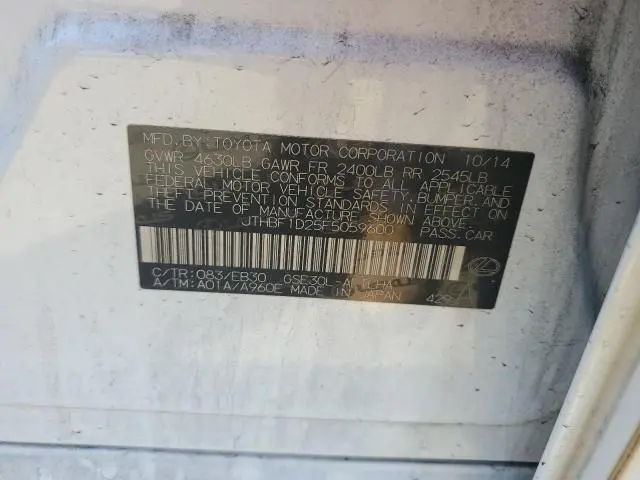 MFD. BY: TOYOTA MOTOR CORPORATION 10/14
GVWR 4630LB GAWR FR 2400LB RR 2545LB
THIS VEHICLE CONFORMS TO ALL APPLICABLE
FEDERAL MOTOR VEHICLE SAFETY, BUMPER, AND
THEFT PREVENTION STANDARDS IN EFFECT ON
THE DATE OF MANUFACTURE SHOWN ABOVE.
JTHBF1D25F5059600 PASS. CAR
C/TR: 083/EB30 GSE30L-
A/TM: A01A/A960E MADE IN JAPAN 429